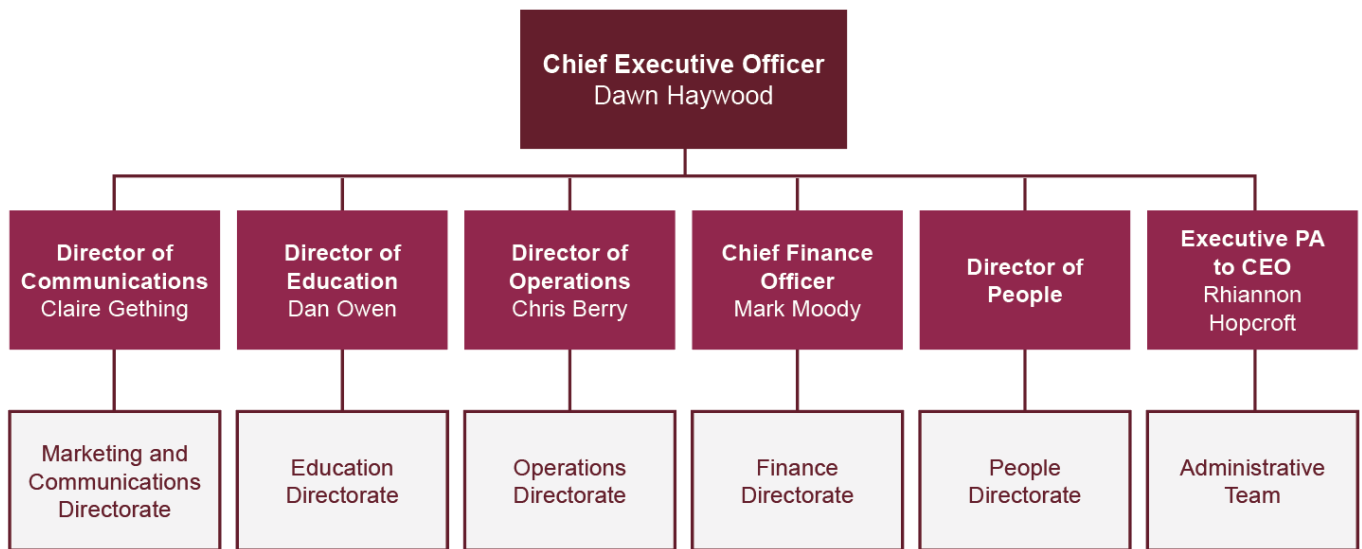 Chief Executive Officer
Dawn Haywood
Director of
Communications
Claire Gething
Director of
Education
Dan Owen
Director of
Operations
Chris Berry
Chief Finance
Officer
Mark Moody
Director of
People
Executive PA
to CEO
Rhiannon
Hopcroft
Marketing and
Communications
Directorate
Education
Directorate
Operations
Directorate
Finance
Directorate
People
Directorate
Administrative
Team